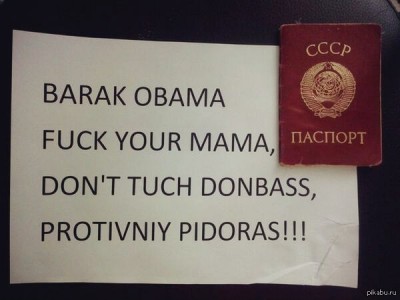 BARAK OBAMA
FUCK YOUR MAMA,
DON'T TUCH DONBASS,
PROTIVNIY PIDORAS!!!
СССР
ПАСПОРТ
pikabu.ru